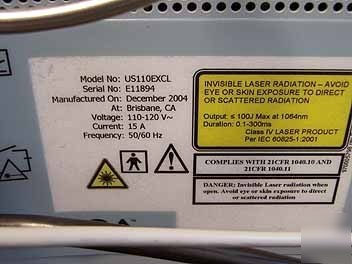 Model No: US110EXCL
Serial No: E11894
Manufactured On: December 2004
At: Brisbane, CA
Voltage: 110-120 V~
Current: 15 A
Frequency: 50/60 Hz
INVISIBLE LASER RADIATION – AVOID
EYE OR SKIN EXPOSURE TO DIRECT
OR SCATTERED RADIATION
Output: ≤ 100J Max at 1064nm
Duration: 0.1-300ms
Class IV LASER PRODUCT
Per IEC 60825-1:2001
COMPLIES WITH 21CFR 1040.10 AND
21CFR 1040.11
DANGER: Invisible Laser radiation when
open. Avoid eye or skin exposure to direct
or scattered radiation